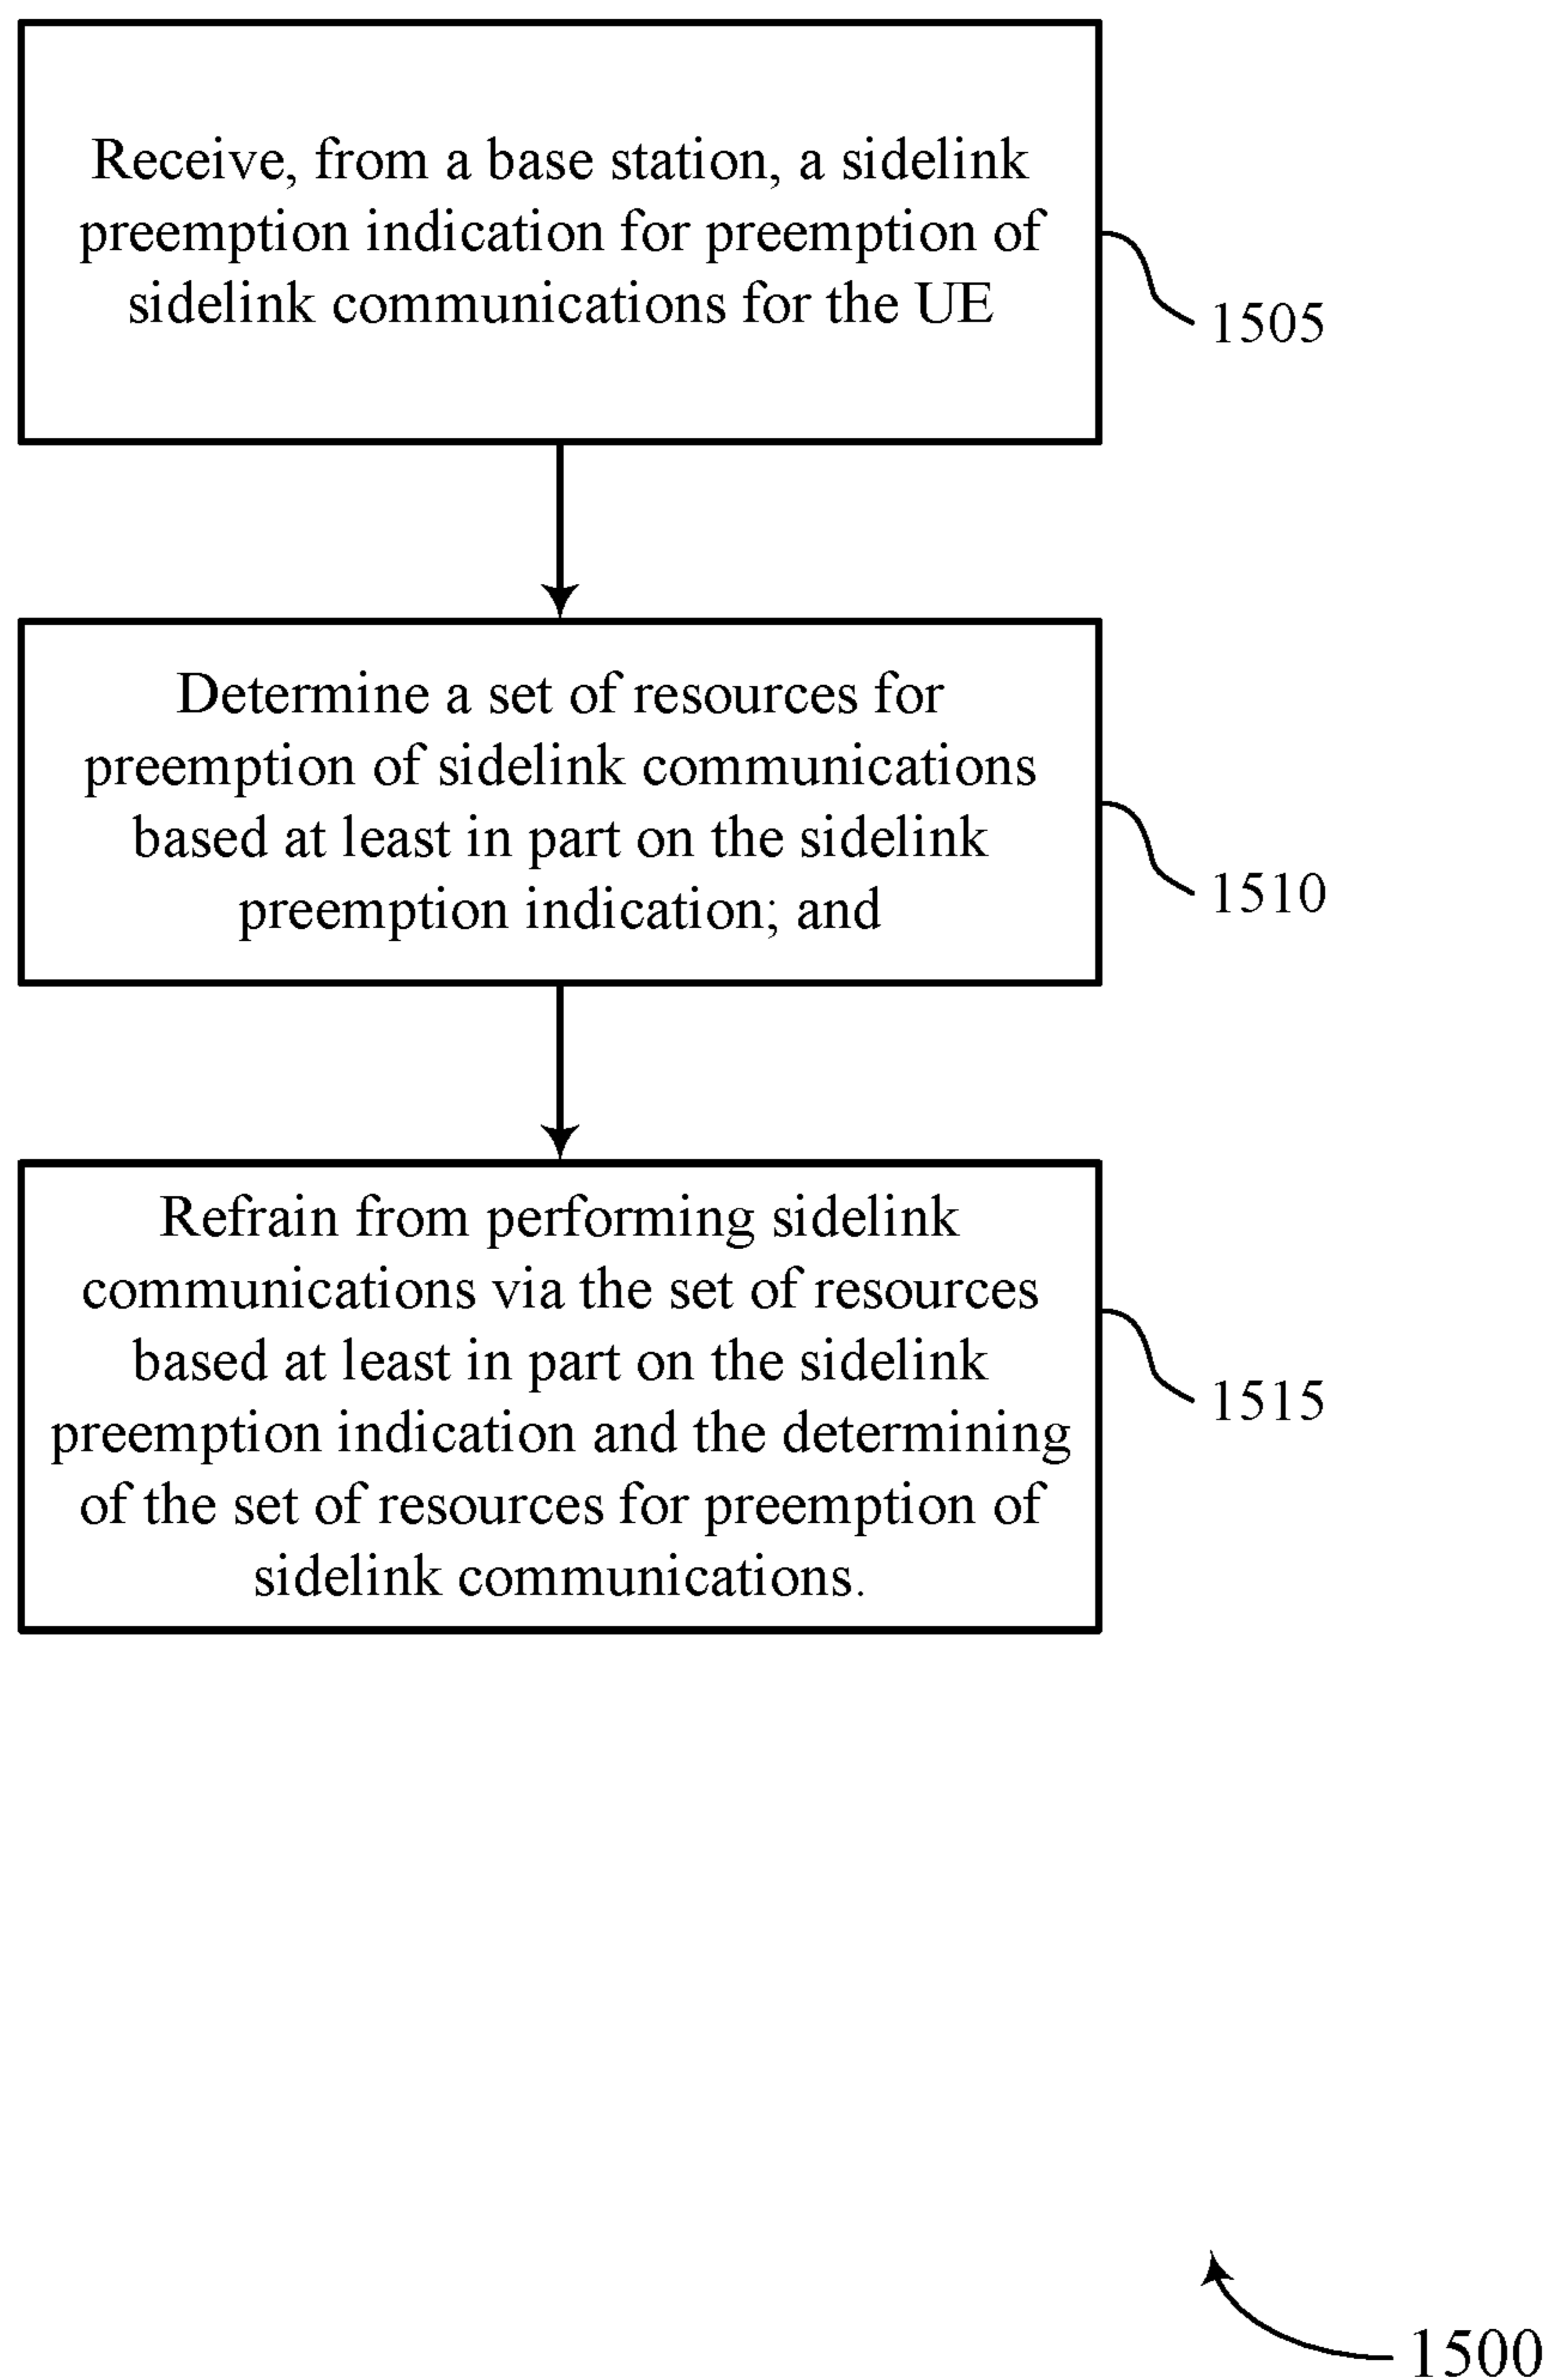 Receive, from a base station, a sidelink
preemption indication for preemption of
sidelink communications for the UE
1505
Determine a set of resources for
preemption of sidelink communications
based at least in part on the sidelink
preemption indication; and
1510
Refrain from performing sidelink
communications via the set of resources
based at least in part on the sidelink
preemption indication and the determining
of the set of resources for preemption of
sidelink communications.
1515
1500